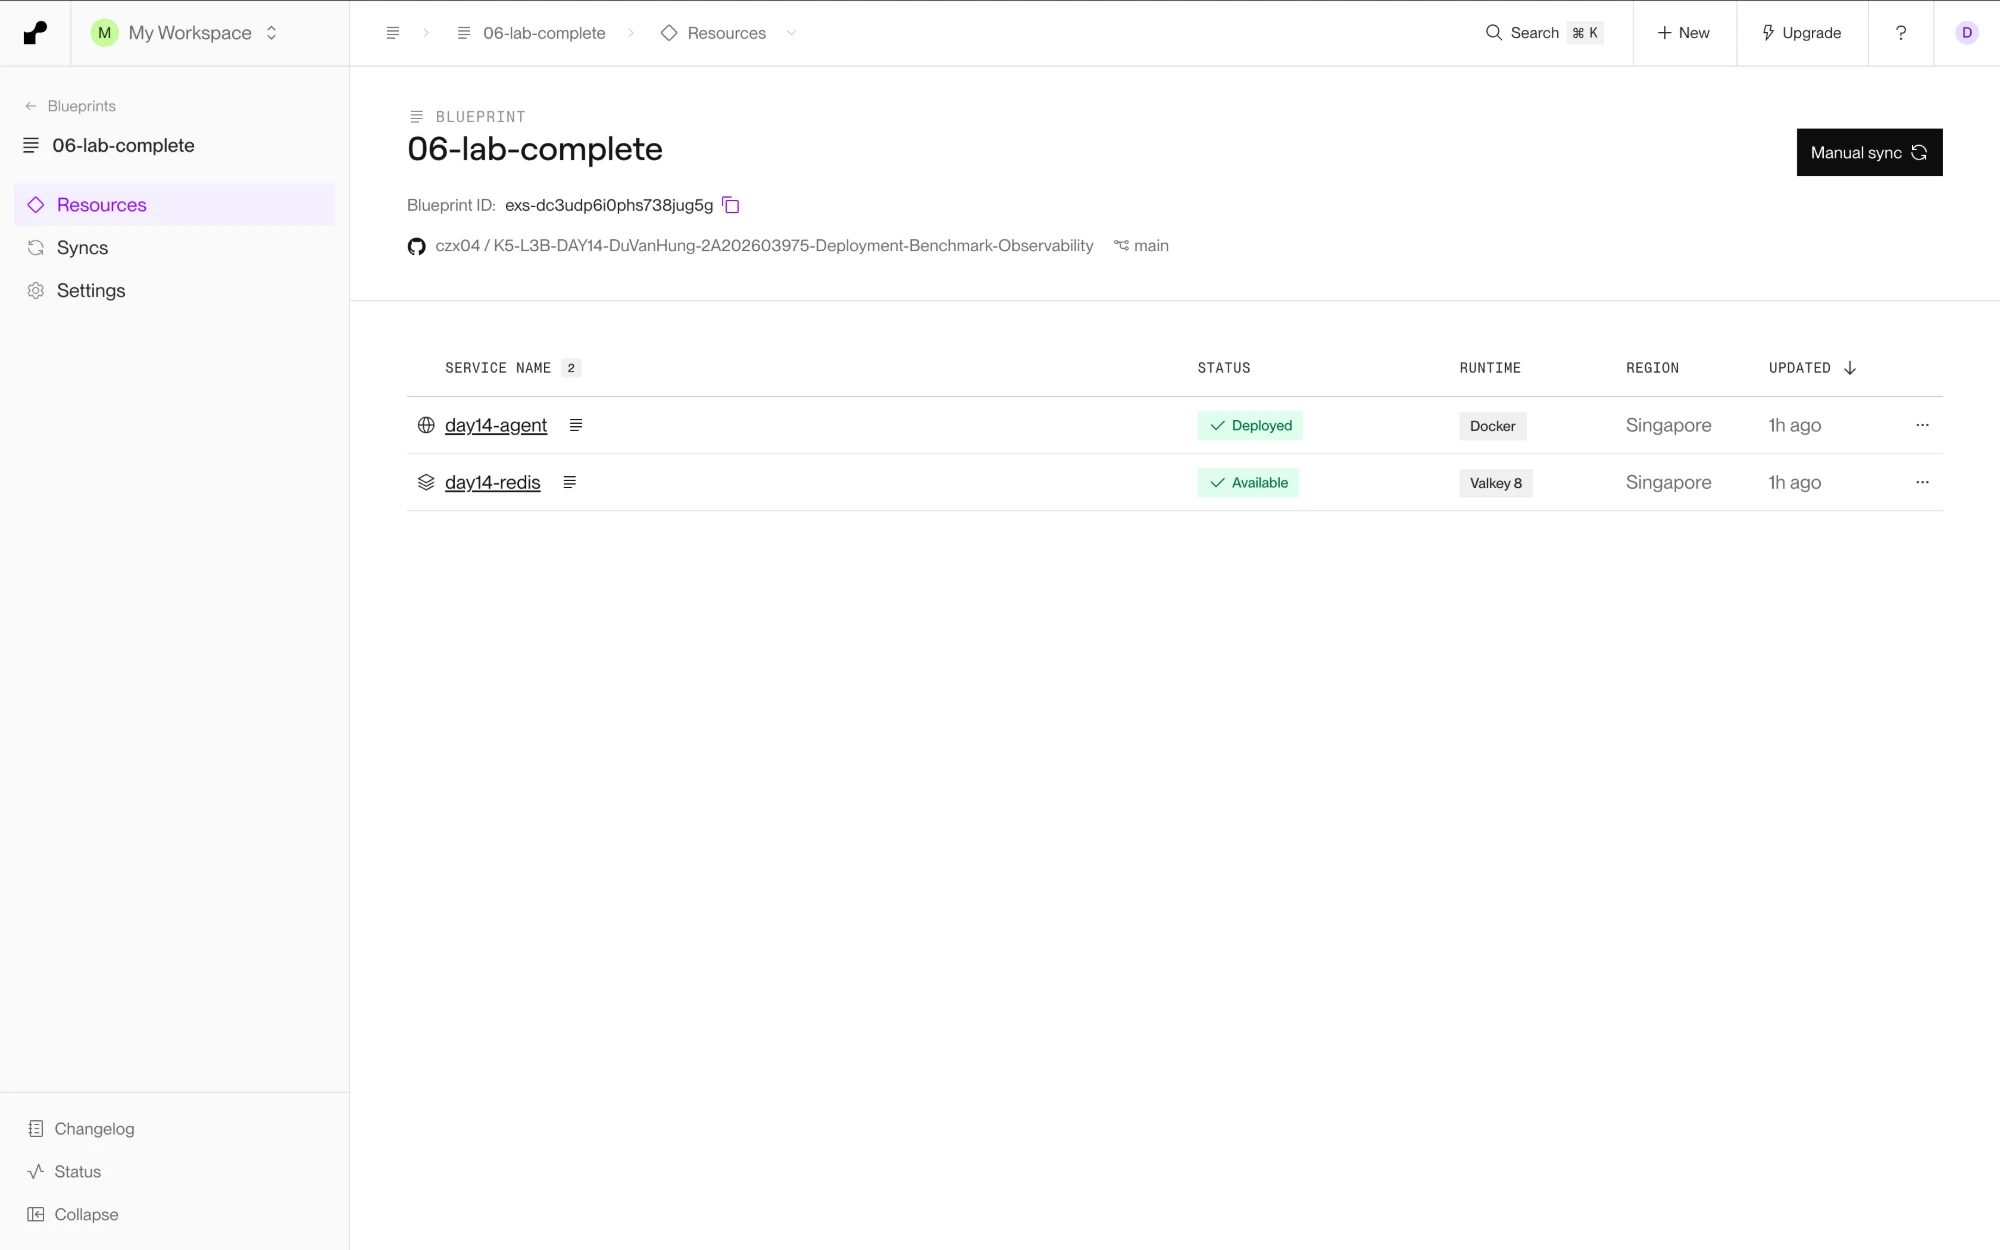 M My Workspace
06-lab-complete
Resources
Search ⌘ K
+ New
Upgrade
?
D
← Blueprints
06-lab-complete
Resources
Syncs
Settings
BLUEPRINT
06-lab-complete
Manual sync
Blueprint ID: exs-dc3udp6i0phs738jug5g
czx04 / K5-L3B-DAY14-DuVanHung-2A202603975-Deployment-Benchmark-Observability main
SERVICE NAME 2 STATUS RUNTIME REGION UPDATED ↓
day14-agent Deployed Docker Singapore 1h ago ...
day14-redis Available Valkey 8 Singapore 1h ago ...
Changelog
Status
Collapse